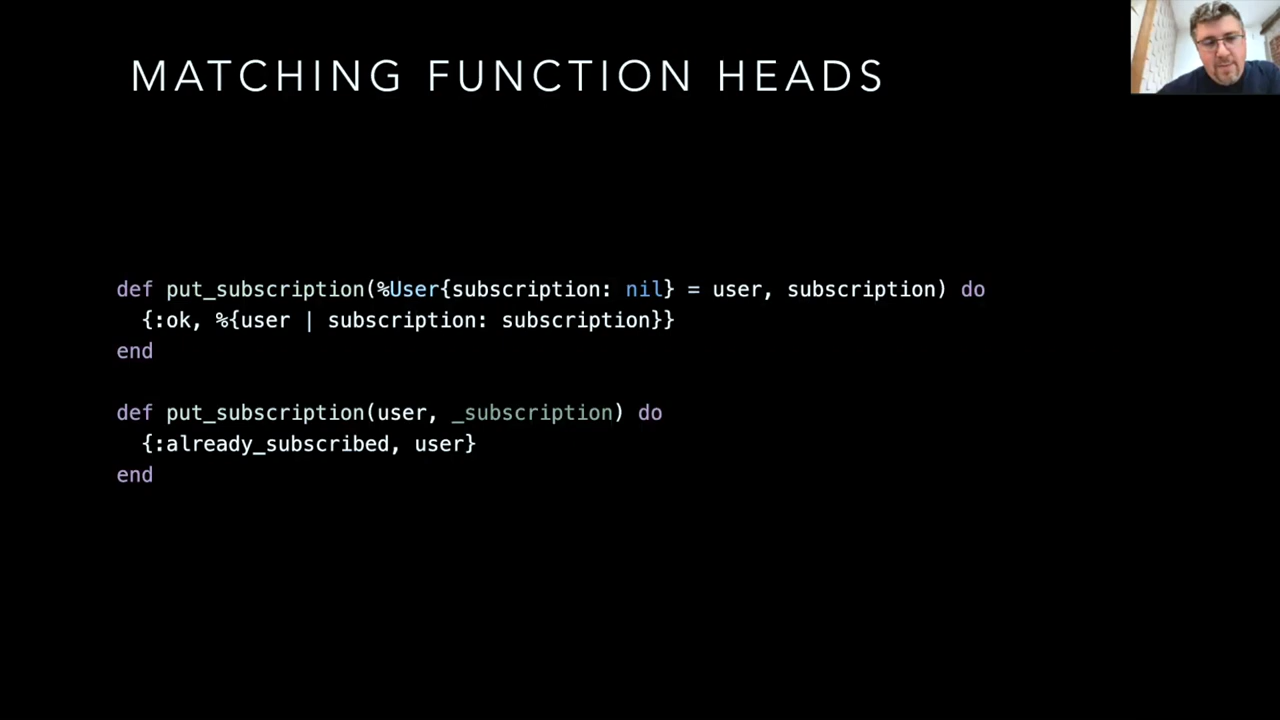 MATCHING FUNCTION HEADS
def put_subscription(%User{subscription: nil} = user, subscription) do
  {:ok, %{user | subscription: subscription}}
end
def put_subscription(user, _subscription) do
  {:already_subscribed, user}
end